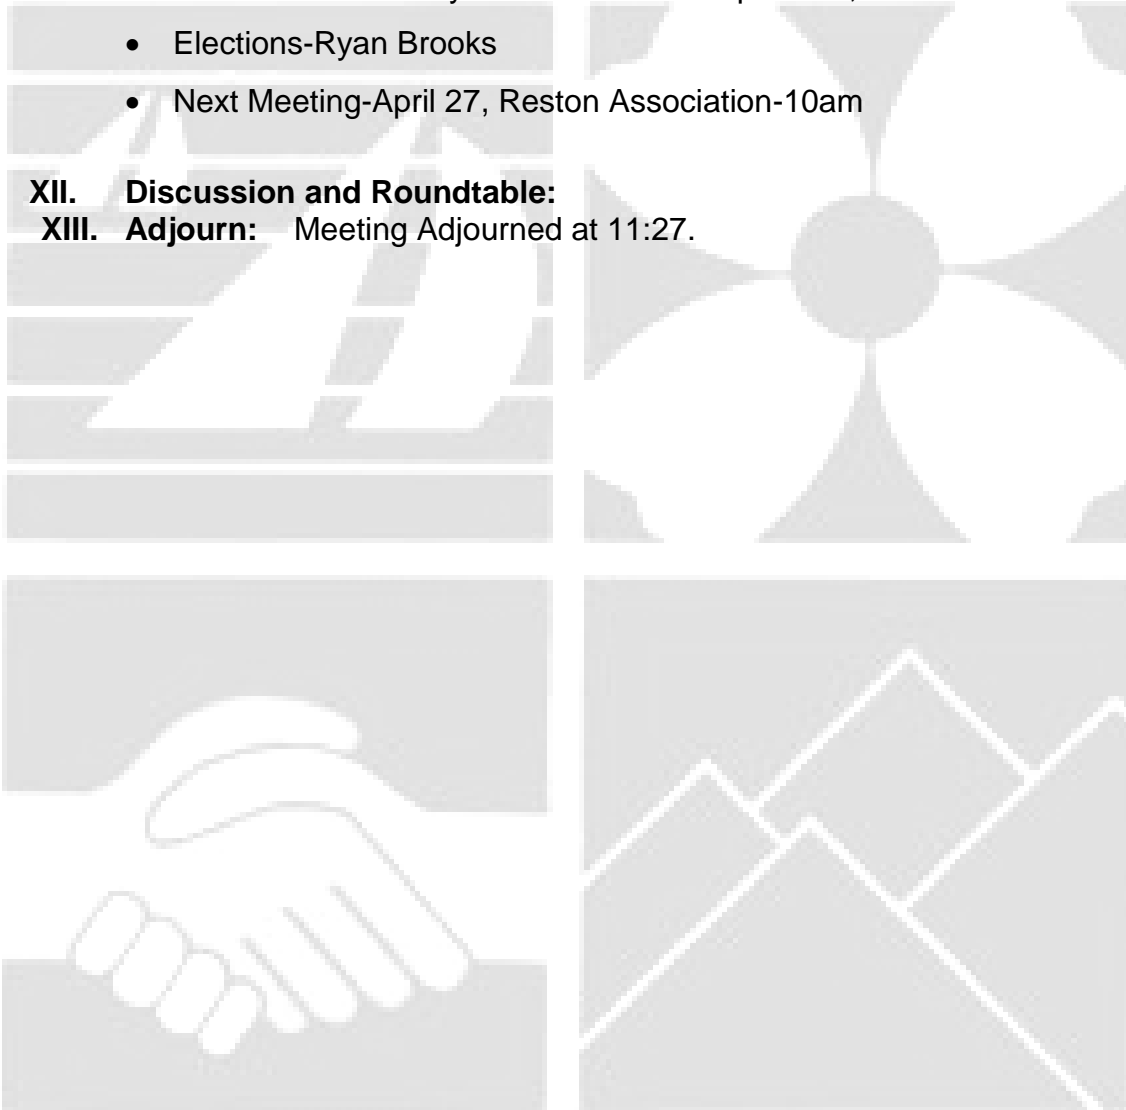 • Elections-Ryan Brooks
• Next Meeting-April 27, Reston Association-10am
XII. Discussion and Roundtable:
XIII. Adjourn: Meeting Adjourned at 11:27.